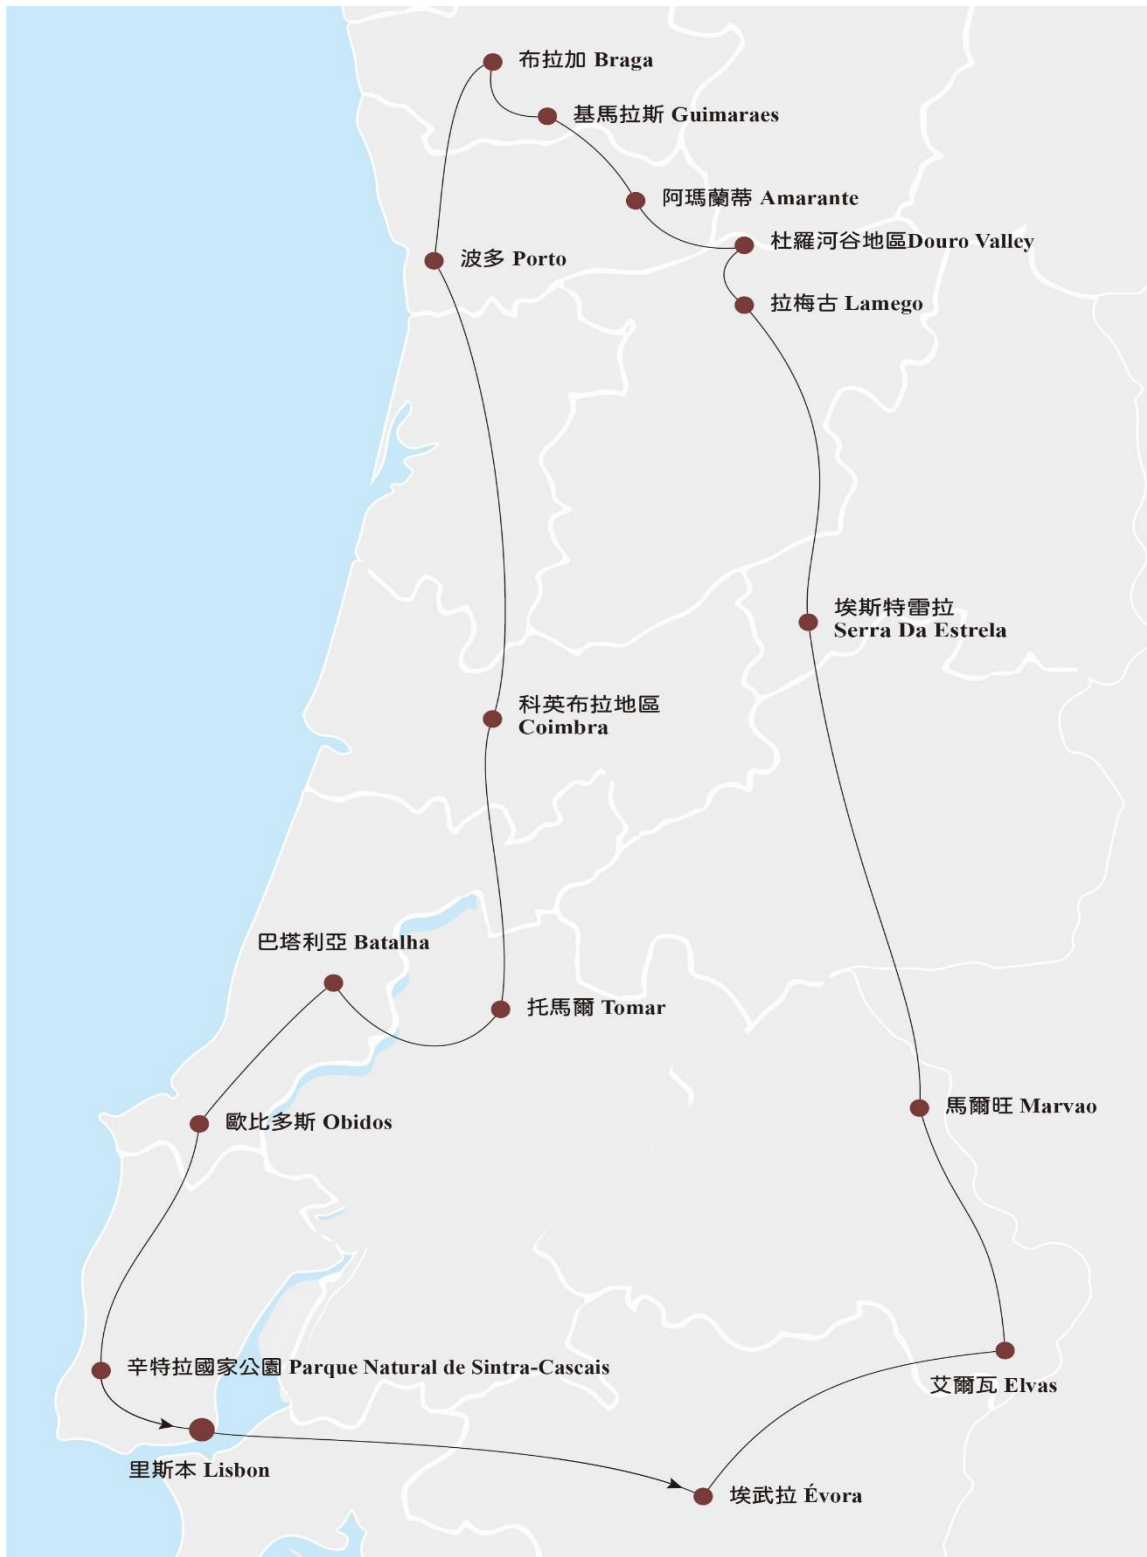 布拉加 Braga
基馬拉斯 Guimaraes
阿瑪蘭蒂 Amarante
杜羅河谷地區Douro Valley
波多 Porto
拉梅古 Lamego
埃斯特雷拉
Serra Da Estrela
科英布拉地區
Coimbra
巴塔利亞 Batalha
托馬爾 Tomar
馬爾旺 Marvao
歐比多斯 Obidos
辛特拉國家公園 Parque Natural de Sintra-Cascais
艾爾瓦 Elvas
里斯本 Lisbon
埃武拉 Évora